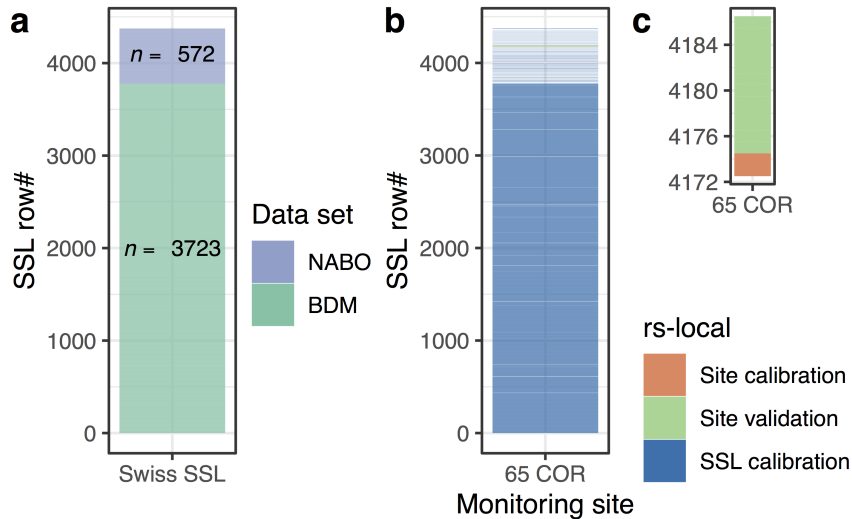 a
SSL row#
4000
3000
2000
1000
0
n = 572
n = 3723
Swiss SSL
Data set
NABO
BDM
b
SSL row#
4000
3000
2000
1000
0
65 COR
Monitoring site
c
4184
4180
4176
4172
65 COR
rs-local
Site calibration
Site validation
SSL calibration